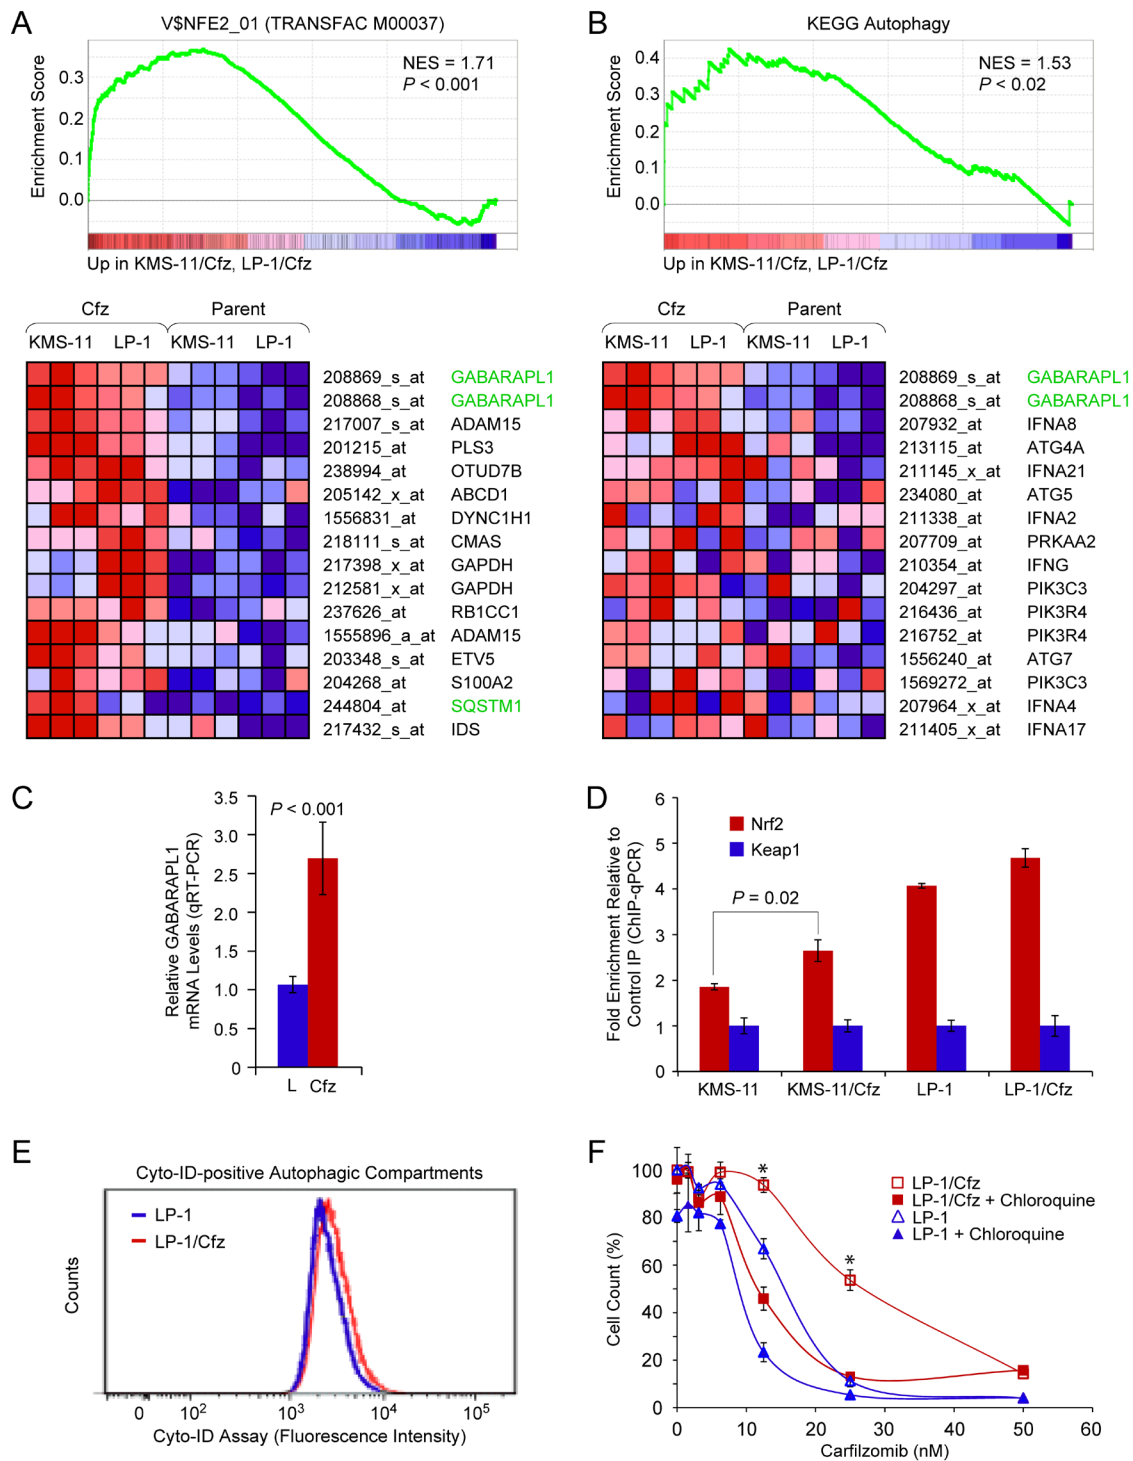 A
V$NFE2_01 (TRANSFAC M00037)
Enrichment Score
0.3
0.2
0.1
0.0
NES = 1.71
P < 0.001
Up in KMS-11/Cfz, LP-1/Cfz
Cfz Parent
KMS-11 LP-1 KMS-11 LP-1
208869_s_at GABARAPL1
208868_s_at GABARAPL1
217007_s_at ADAM15
201215_at PLS3
238994_at OTUD7B
205142_x_at ABCD1
1556831_at DYNC1H1
218111_s_at CMAS
217398_x_at GAPDH
212581_x_at GAPDH
237626_at RB1CC1
1555896_a_at ADAM15
203348_s_at ETV5
204268_at S100A2
244804_at SQSTM1
217432_s_at IDS
B
KEGG Autophagy
Enrichment Score
0.4
0.3
0.2
0.1
0.0
NES = 1.53
P < 0.02
Up in KMS-11/Cfz, LP-1/Cfz
Cfz Parent
KMS-11 LP-1 KMS-11 LP-1
208869_s_at GABARAPL1
208868_s_at GABARAPL1
207932_at IFNA8
213115_at ATG4A
211145_x_at IFNA21
234080_at ATG5
211338_at IFNA2
207709_at PRKAA2
210354_at IFNG
204297_at PIK3C3
216436_at PIK3R4
216752_at PIK3R4
1556240_at ATG7
1569272_at PIK3C3
207964_x_at IFNA4
211405_x_at IFNA17
C
Relative GABARAPL1
mRNA Levels (qRT-PCR)
3.5
3.0
2.5
2.0
1.5
1.0
0.5
0
P < 0.001
L Cfz
D
Fold Enrichment Relative to
Control IP (ChIP-qPCR)
6
5
4
3
2
1
0
Nrf2
Keap1
P = 0.02
KMS-11 KMS-11/Cfz LP-1 LP-1/Cfz
E
Cyto-ID-positive Autophagic Compartments
Counts
LP-1
LP-1/Cfz
0 10² 10³ 10⁴ 10⁵
Cyto-ID Assay (Fluorescence Intensity)
F
Cell Count (%)
100
80
60
40
20
0
*
*
LP-1/Cfz
LP-1/Cfz + Chloroquine
LP-1
LP-1 + Chloroquine
0 10 20 30 40 50 60
Carfilzomib (nM)